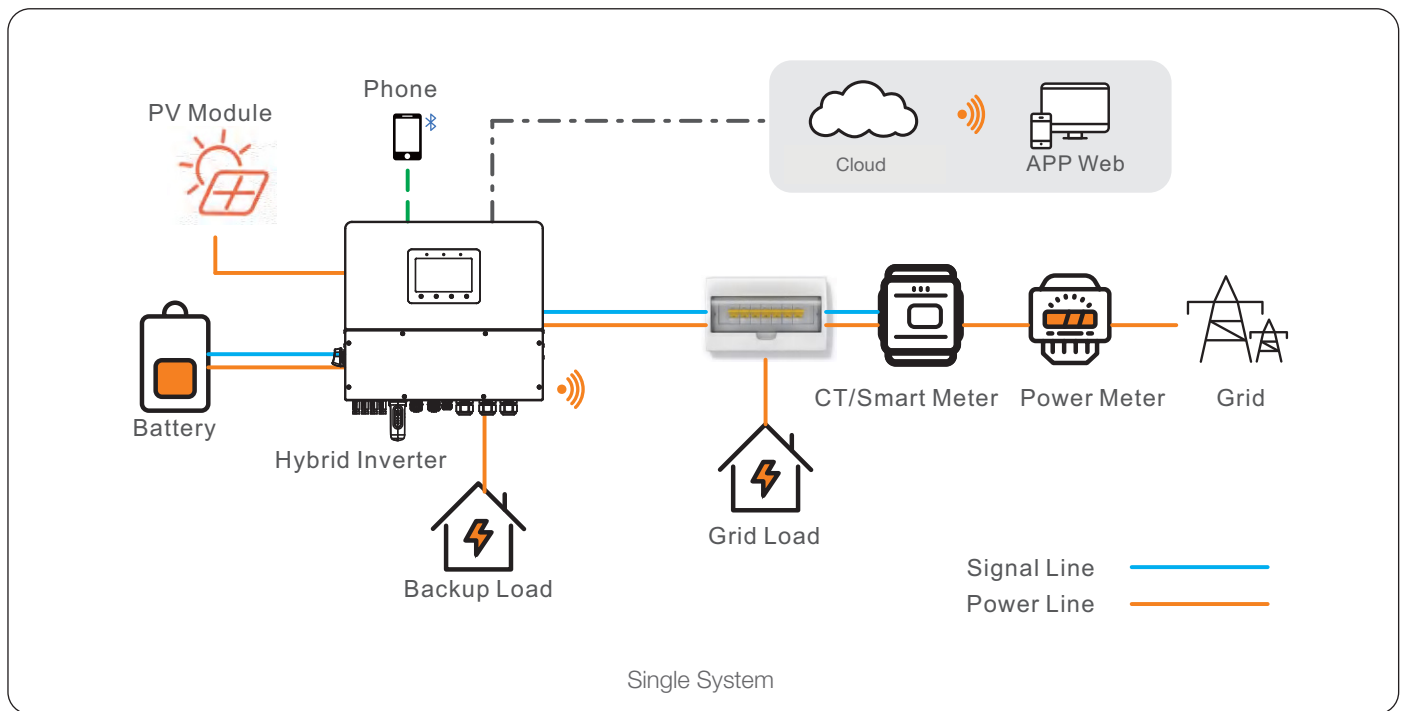 Phone
PV Module
Cloud
APP Web
CT/Smart Meter
Power Meter
Grid
Battery
Hybrid Inverter
Grid Load
Backup Load
Signal Line
Power Line
Single System